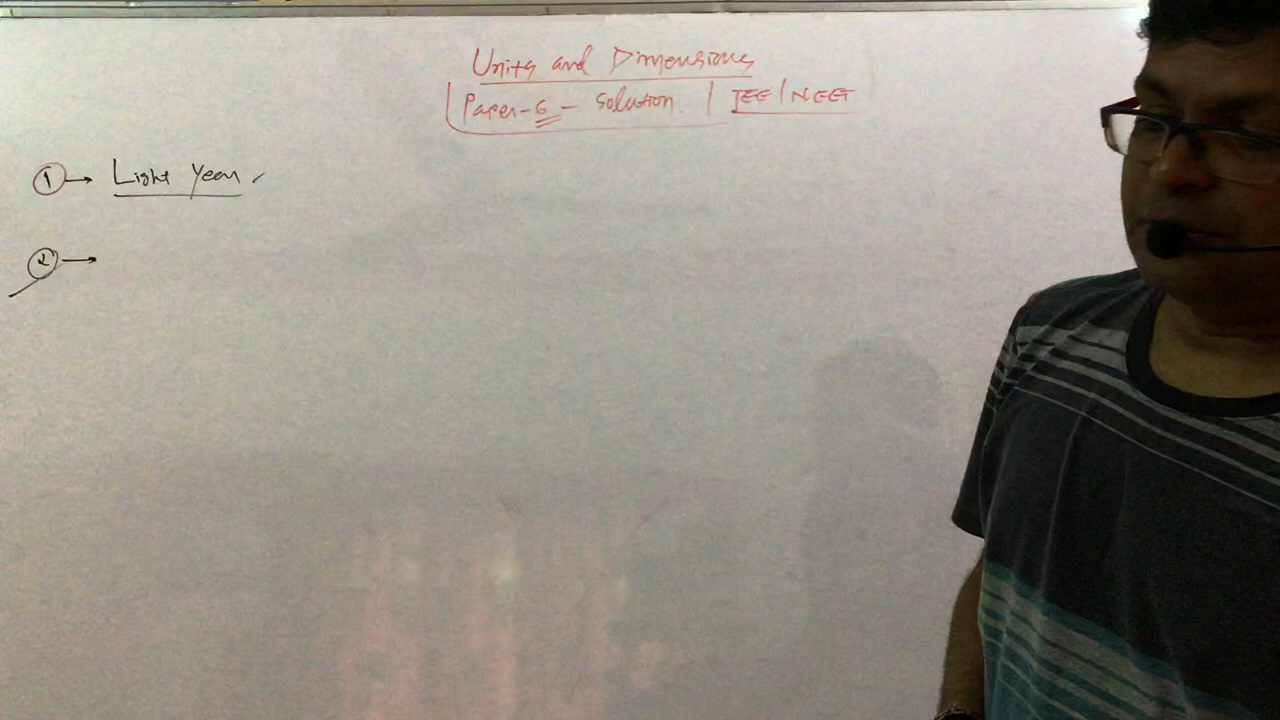 Units and Dimensions
Paper-6 - Solution. | JEE/NEET
① → Light Year ✓
② →